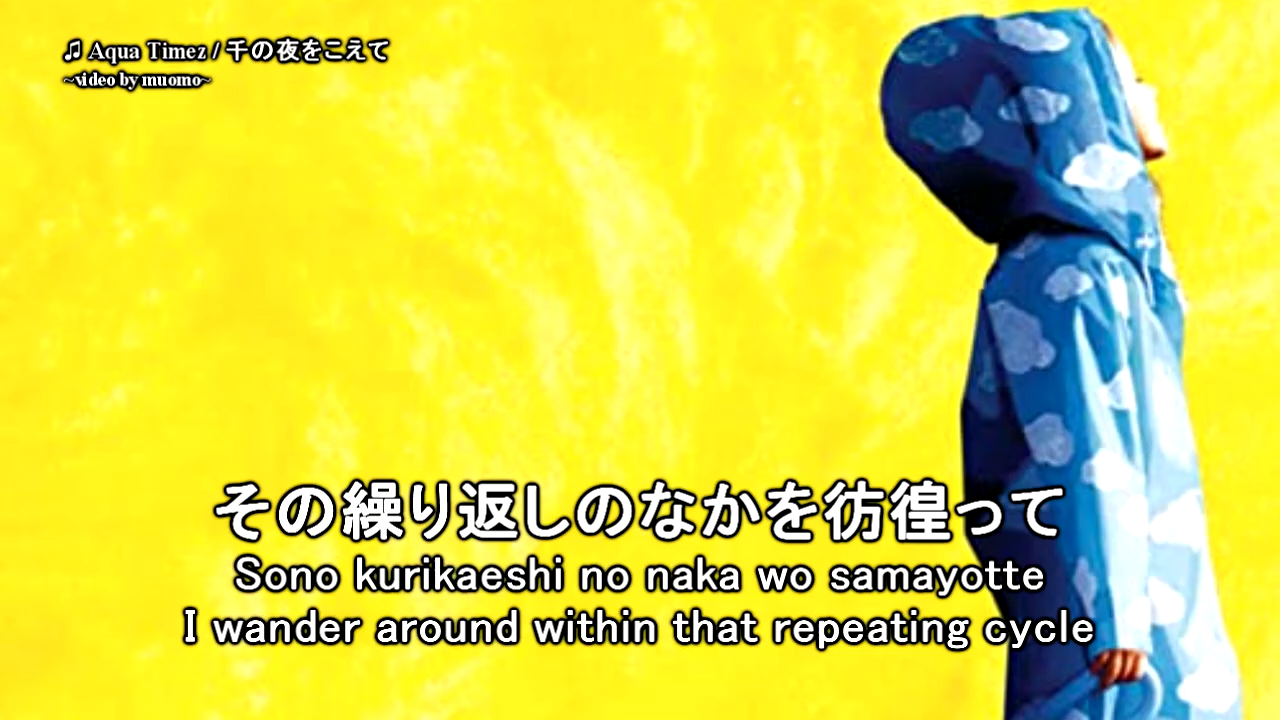 ♫ Aqua Timez / 千の夜をこえて
~video by muomo~
その繰り返しのなかを彷徨って
Sono kurikaeshi no naka wo samayotte
I wander around within that repeating cycle